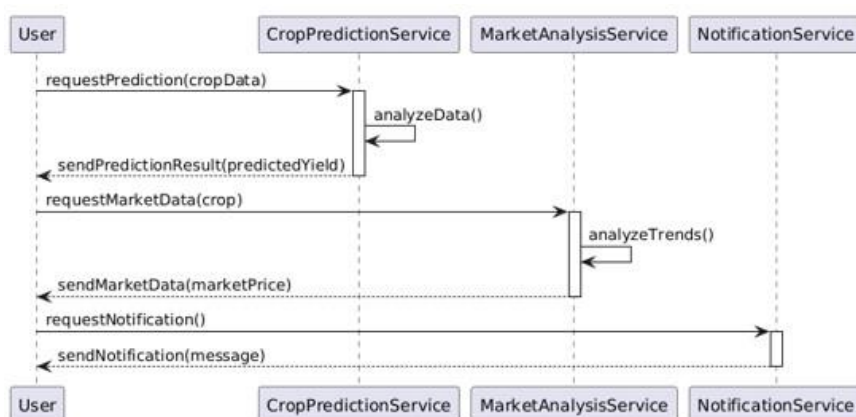 User CropPredictionService MarketAnalysisService NotificationService
requestPrediction(cropData)
analyzeData()
sendPredictionResult(predictedYield)
requestMarketData(crop)
analyzeTrends()
sendMarketData(marketPrice)
requestNotification()
sendNotification(message)
User CropPredictionService MarketAnalysisService NotificationService